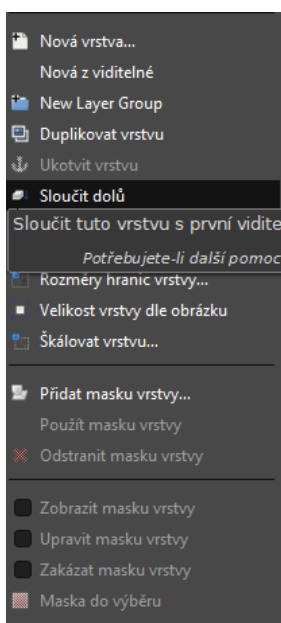 Nová vrstva...
Nová z viditelné
New Layer Group
Duplikovat vrstvu
Ukotvit vrstvu
Sloučit dolů
Sloučit tuto vrstvu s první vidite
Potřebujete-li další pomoc
Rozměry hranic vrstvy...
Velikost vrstvy dle obrázku
Škálovat vrstvu...
Přidat masku vrstvy...
Použít masku vrstvy
Odstranit masku vrstvy
Zobrazit masku vrstvy
Upravit masku vrstvy
Zakázat masku vrstvy
Maska do výběru